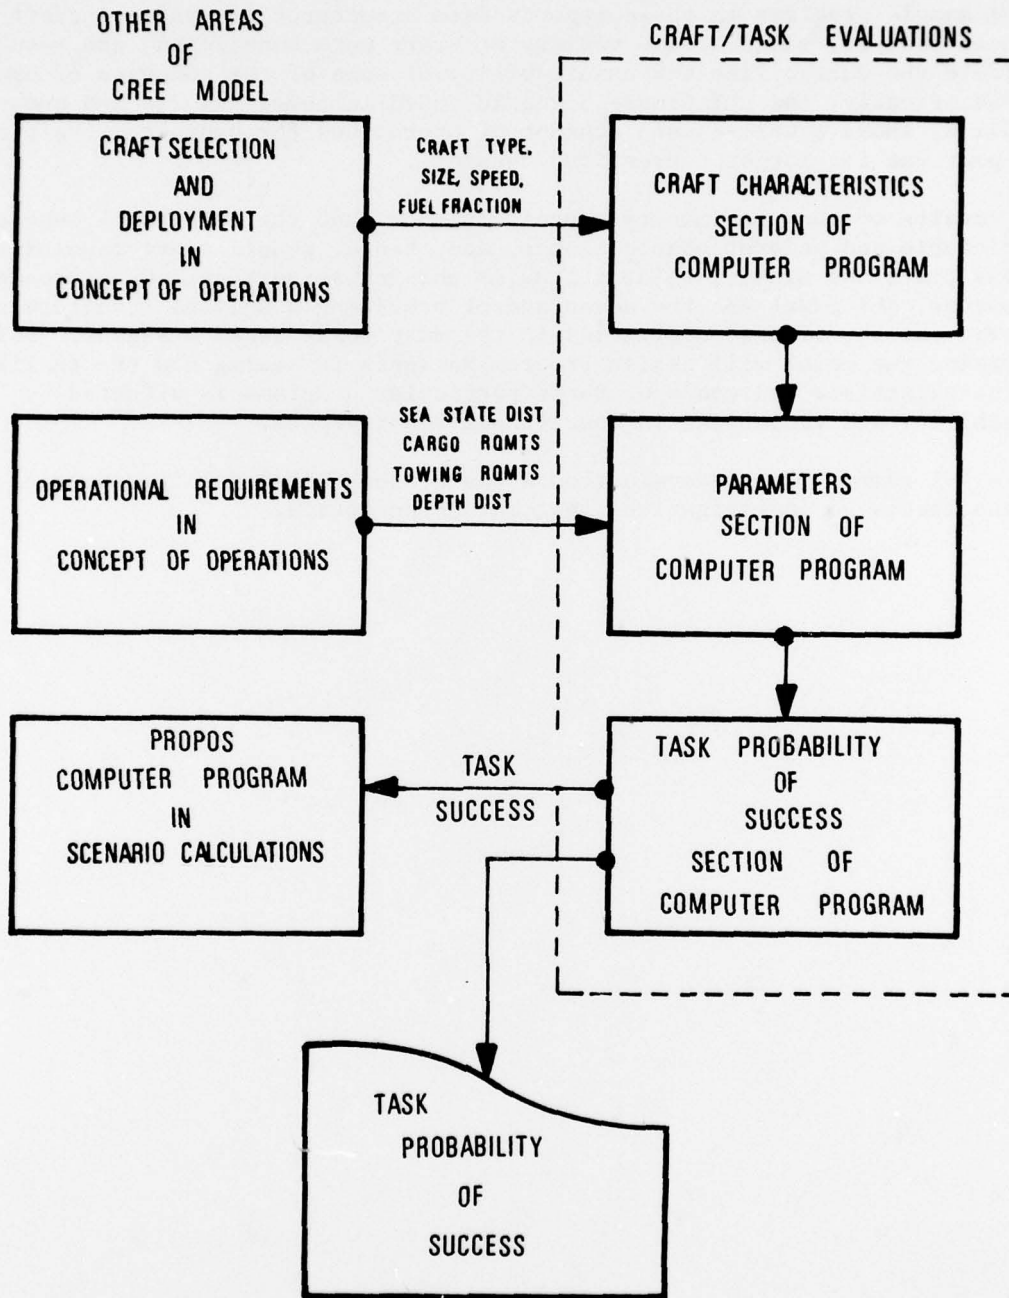 OTHER AREAS
OF
CREE MODEL
CRAFT/TASK EVALUATIONS
CRAFT SELECTION
AND
DEPLOYMENT
IN
CONCEPT OF OPERATIONS
CRAFT TYPE,
SIZE, SPEED,
FUEL FRACTION
CRAFT CHARACTERISTICS
SECTION OF
COMPUTER PROGRAM
OPERATIONAL REQUIREMENTS
IN
CONCEPT OF OPERATIONS
SEA STATE DIST
CARGO RQMTS
TOWING RQMTS
DEPTH DIST
PARAMETERS
SECTION OF
COMPUTER PROGRAM
PROPOS
COMPUTER PROGRAM
IN
SCENARIO CALCULATIONS
TASK
SUCCESS
TASK PROBABILITY
OF
SUCCESS
SECTION OF
COMPUTER PROGRAM
TASK
PROBABILITY
OF
SUCCESS